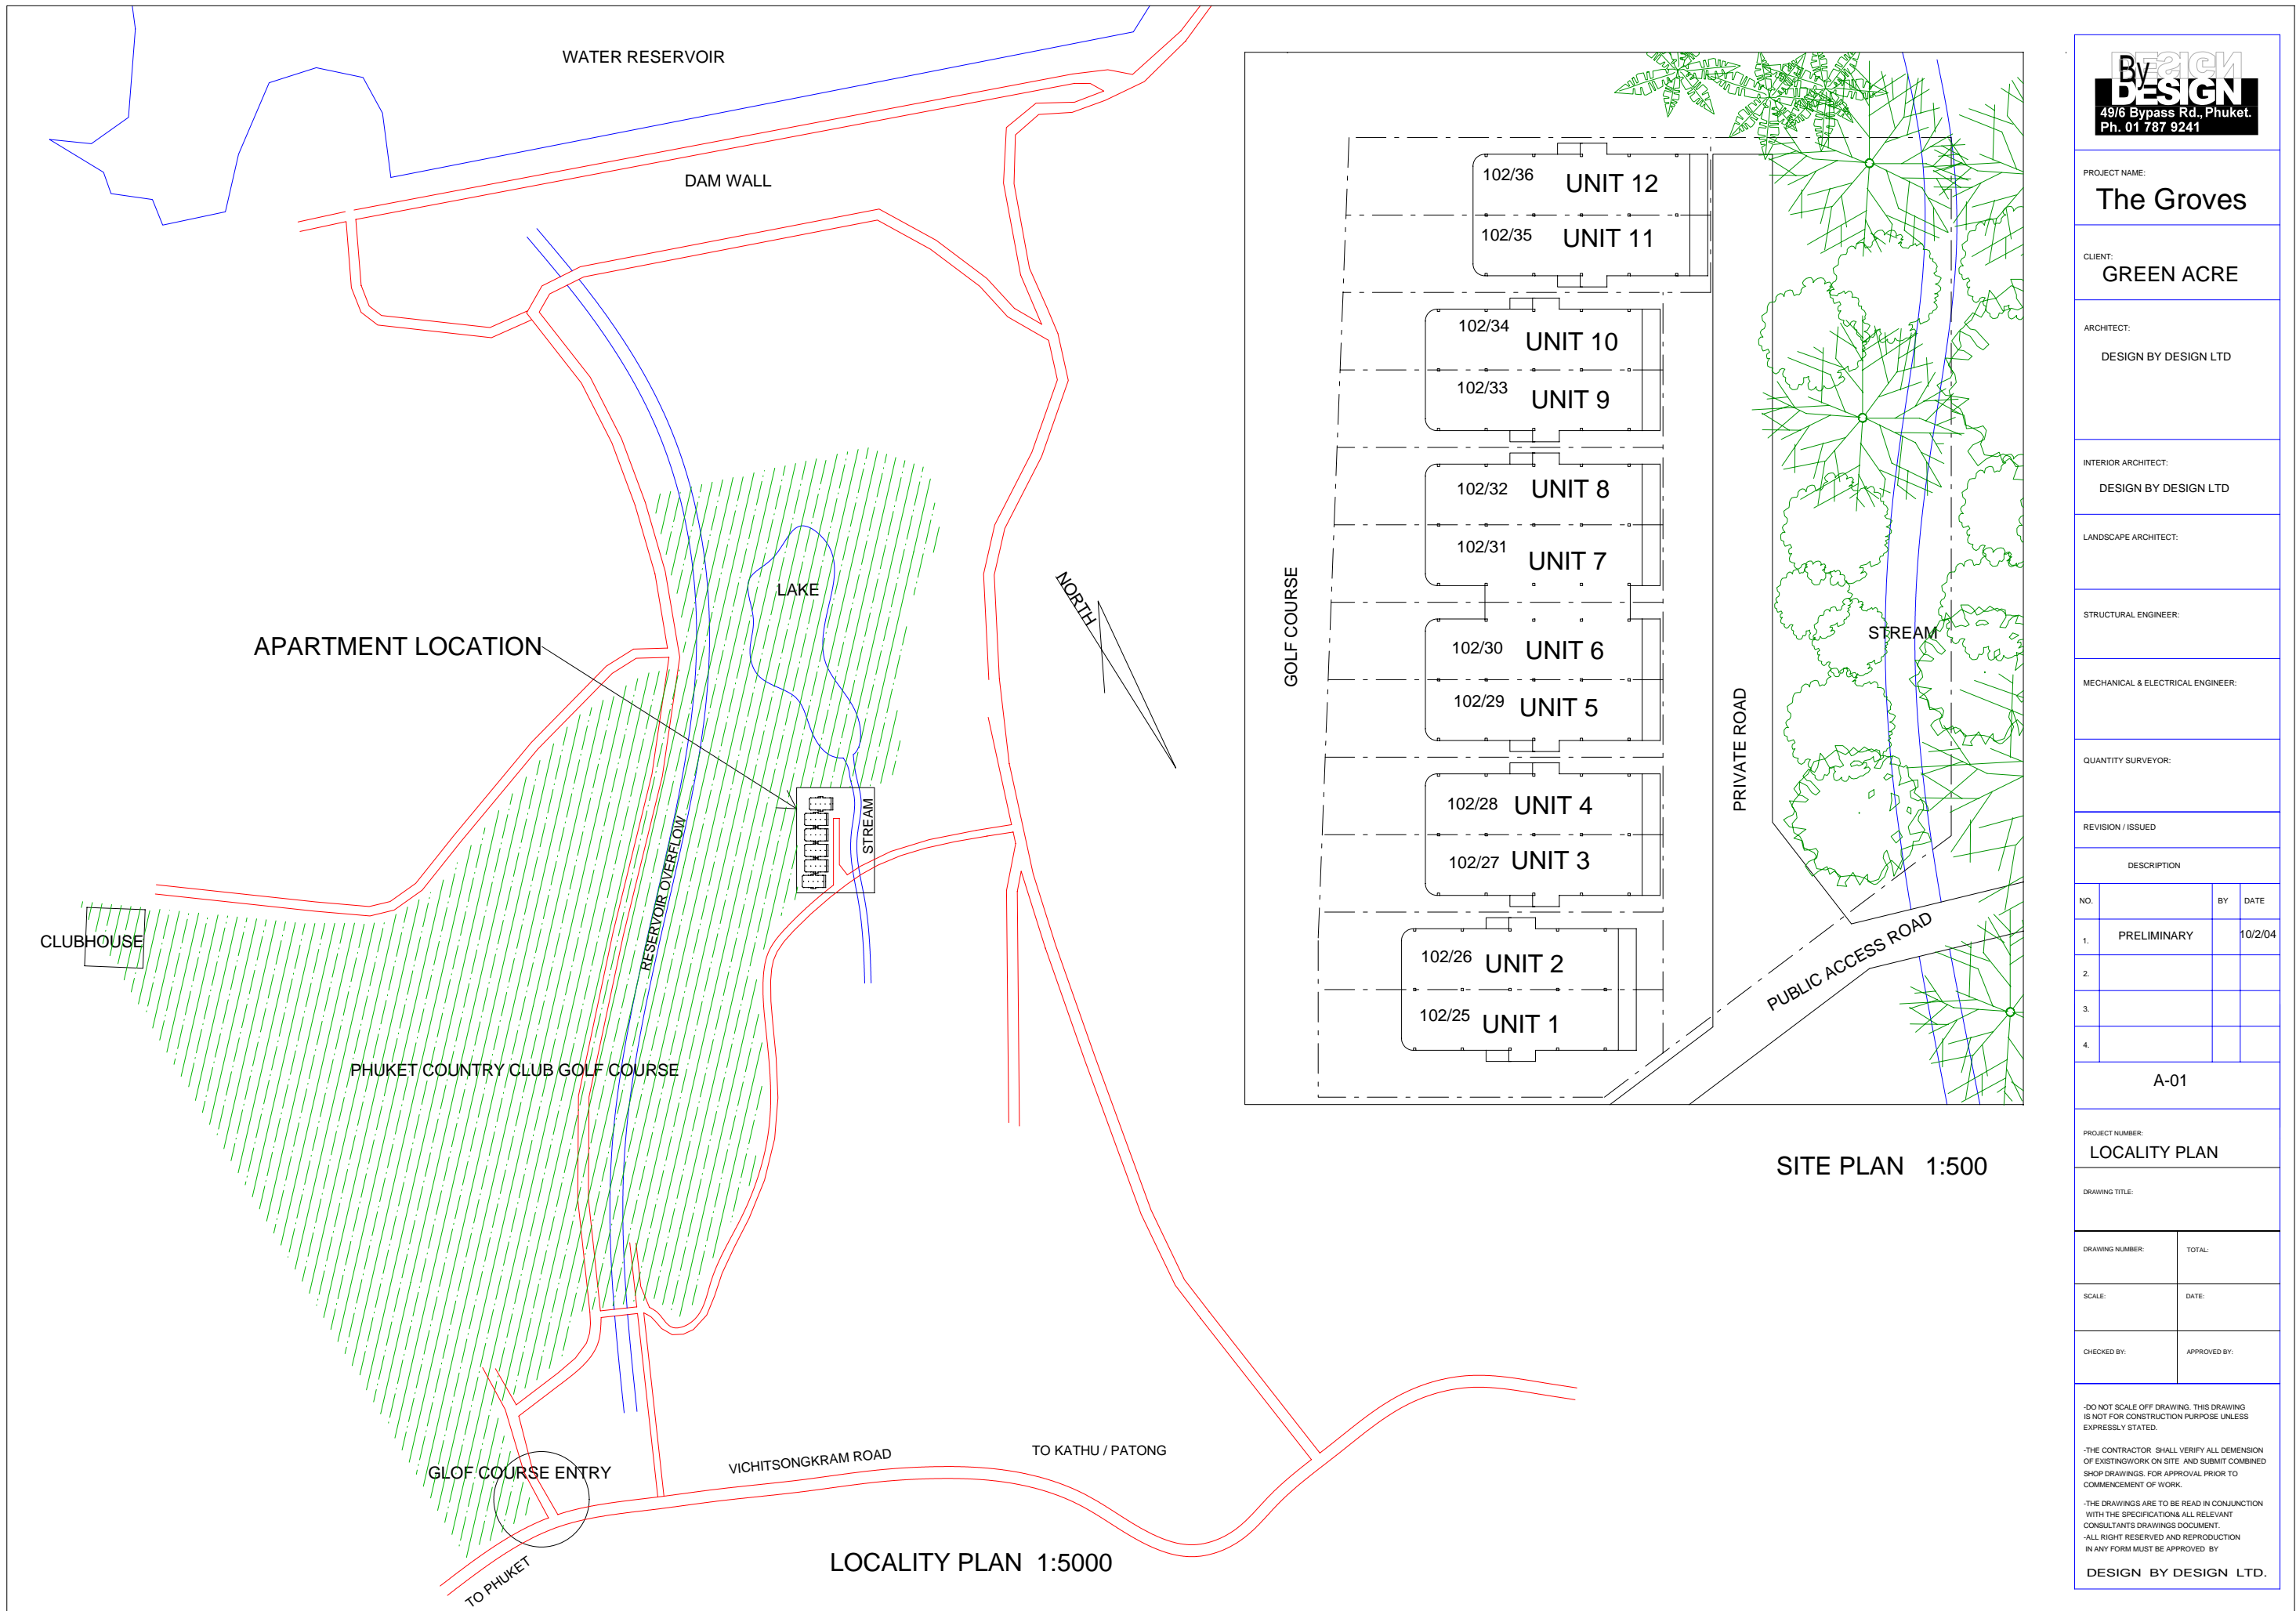 WATER RESERVOIR
DAM WALL
LAKE
NORTH
APARTMENT LOCATION
STREAM
RESERVOIR OVERFLOW
CLUBHOUSE
PHUKET COUNTRY CLUB GOLF COURSE
GLOF COURSE ENTRY
VICHITSONGKRAM ROAD
TO KATHU / PATONG
TO PHUKET
LOCALITY PLAN 1:5000
102/36 UNIT 12
102/35 UNIT 11
102/34 UNIT 10
102/33 UNIT 9
102/32 UNIT 8
102/31 UNIT 7
102/30 UNIT 6
102/29 UNIT 5
102/28 UNIT 4
102/27 UNIT 3
102/26 UNIT 2
102/25 UNIT 1
GOLF COURSE
PRIVATE ROAD
STREAM
PUBLIC ACCESS ROAD
SITE PLAN 1:500
By DESIGN
DESIGN
49/6 Bypass Rd., Phuket.
Ph. 01 787 9241
PROJECT NAME:
The Groves
CLIENT:
GREEN ACRE
ARCHITECT:
DESIGN BY DESIGN LTD
INTERIOR ARCHITECT:
DESIGN BY DESIGN LTD
LANDSCAPE ARCHITECT:
STRUCTURAL ENGINEER:
MECHANICAL & ELECTRICAL ENGINEER:
QUANTITY SURVEYOR:
REVISION / ISSUED
DESCRIPTION
NO. BY DATE
1. PRELIMINARY 10/2/04
2.
3.
4.
A-01
PROJECT NUMBER:
LOCALITY PLAN
DRAWING TITLE:
DRAWING NUMBER: TOTAL:
SCALE: DATE:
CHECKED BY: APPROVED BY:
-DO NOT SCALE OFF DRAWING. THIS DRAWING
IS NOT FOR CONSTRUCTION PURPOSE UNLESS
EXPRESSLY STATED.
-THE CONTRACTOR SHALL VERIFY ALL DEMENSION
OF EXISTINGWORK ON SITE AND SUBMIT COMBINED
SHOP DRAWINGS. FOR APPROVAL PRIOR TO
COMMENCEMENT OF WORK.
-THE DRAWINGS ARE TO BE READ IN CONJUNCTION
WITH THE SPECIFICATION& ALL RELEVANT
CONSULTANTS DRAWINGS DOCUMENT.
-ALL RIGHT RESERVED AND REPRODUCTION
IN ANY FORM MUST BE APPROVED BY
DESIGN BY DESIGN LTD.